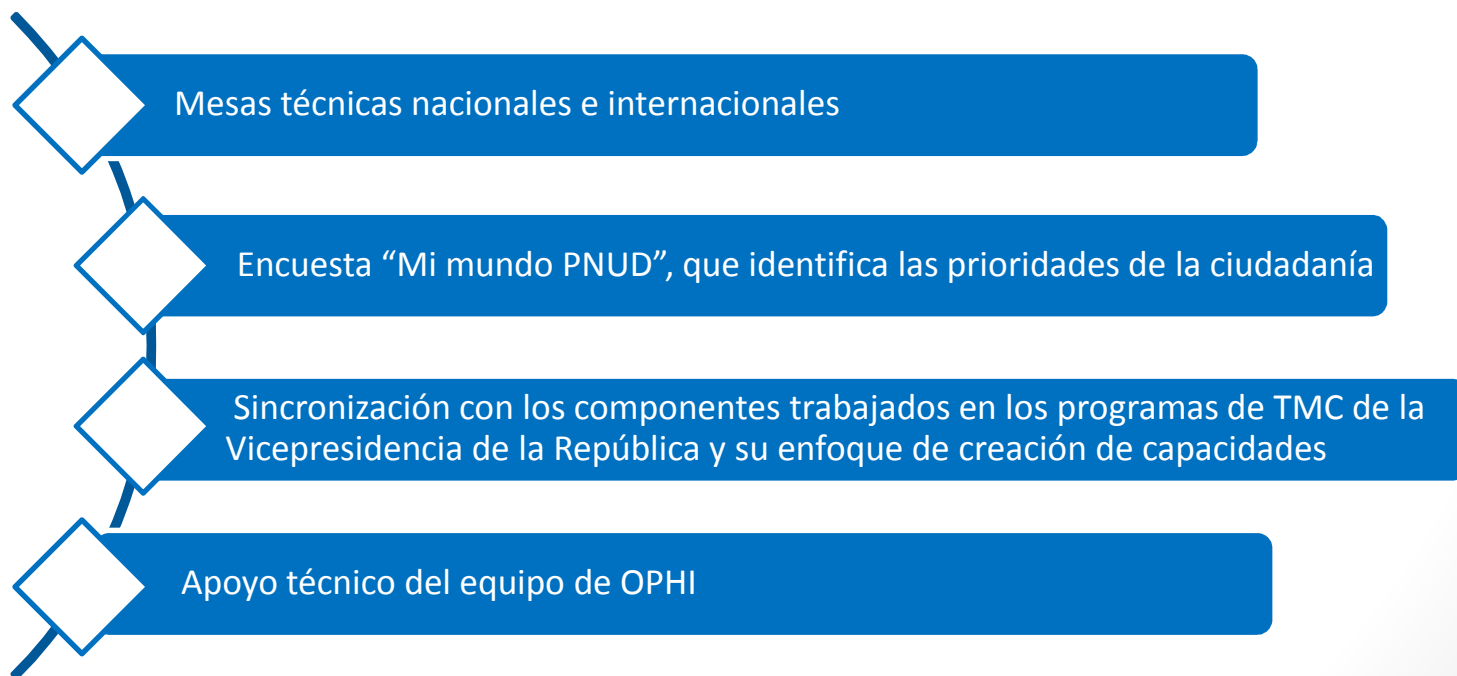 Mesas técnicas nacionales e internacionales
Encuesta “Mi mundo PNUD”, que identifica las prioridades de la ciudadanía
Sincronización con los componentes trabajados en los programas de TMC de la
Vicepresidencia de la República y su enfoque de creación de capacidades
Apoyo técnico del equipo de OPHI